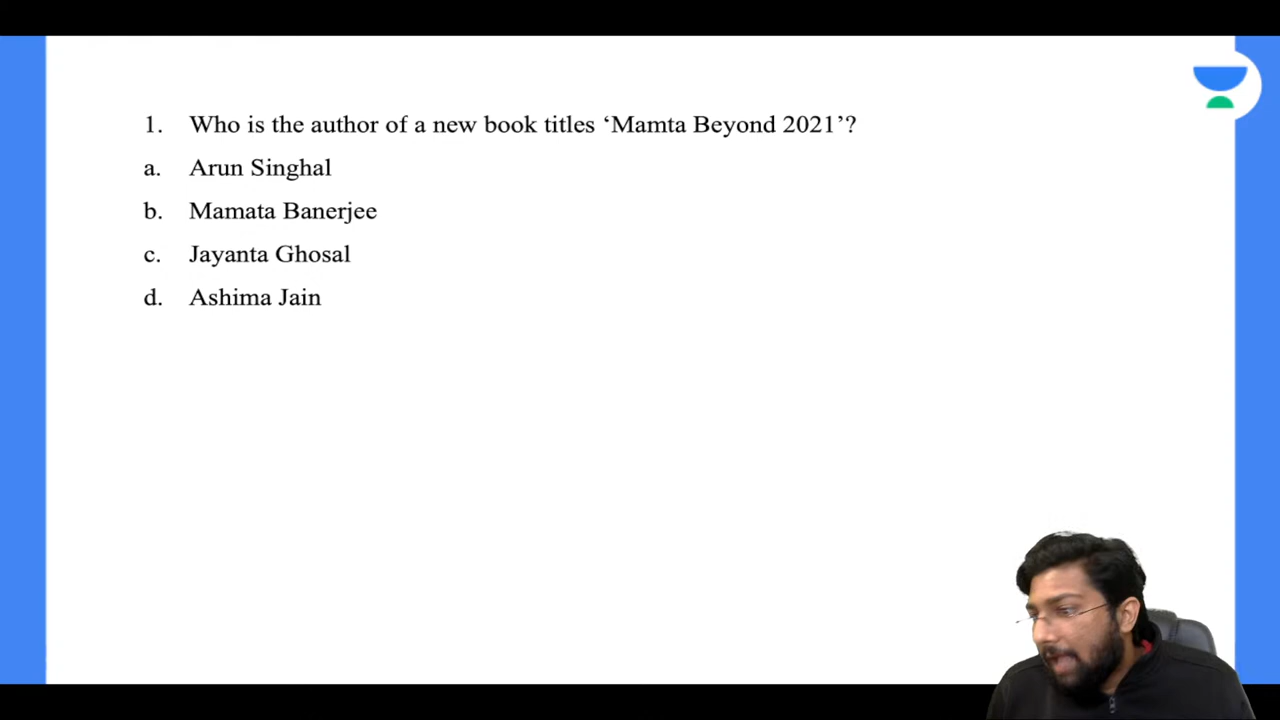 1. Who is the author of a new book titles ‘Mamta Beyond 2021’?
a. Arun Singhal
b. Mamata Banerjee
c. Jayanta Ghosal
d. Ashima Jain